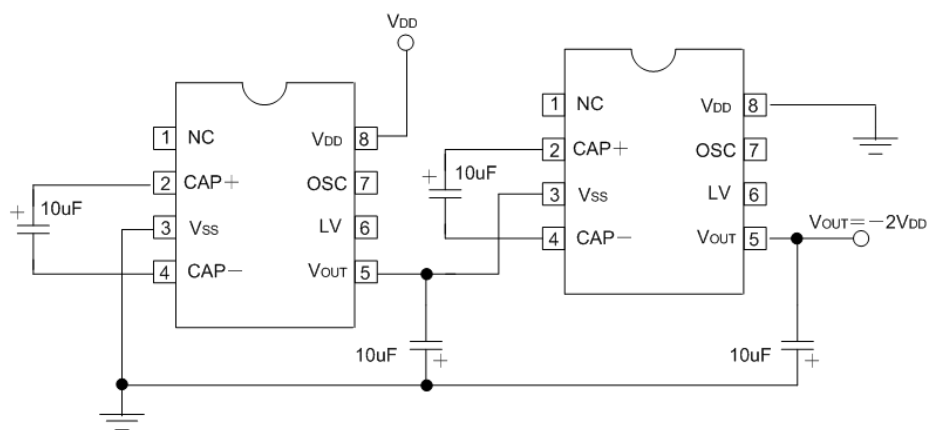 VDD
1 NC
VDD 8
2 CAP+
OSC 7
3 VSS
LV 6
4 CAP−
VOUT 5
+ 10uF
10uF +
1 NC
VDD 8
2 CAP+
OSC 7
3 VSS
LV 6
4 CAP−
VOUT 5
+ 10uF
VOUT=−2VDD
10uF +